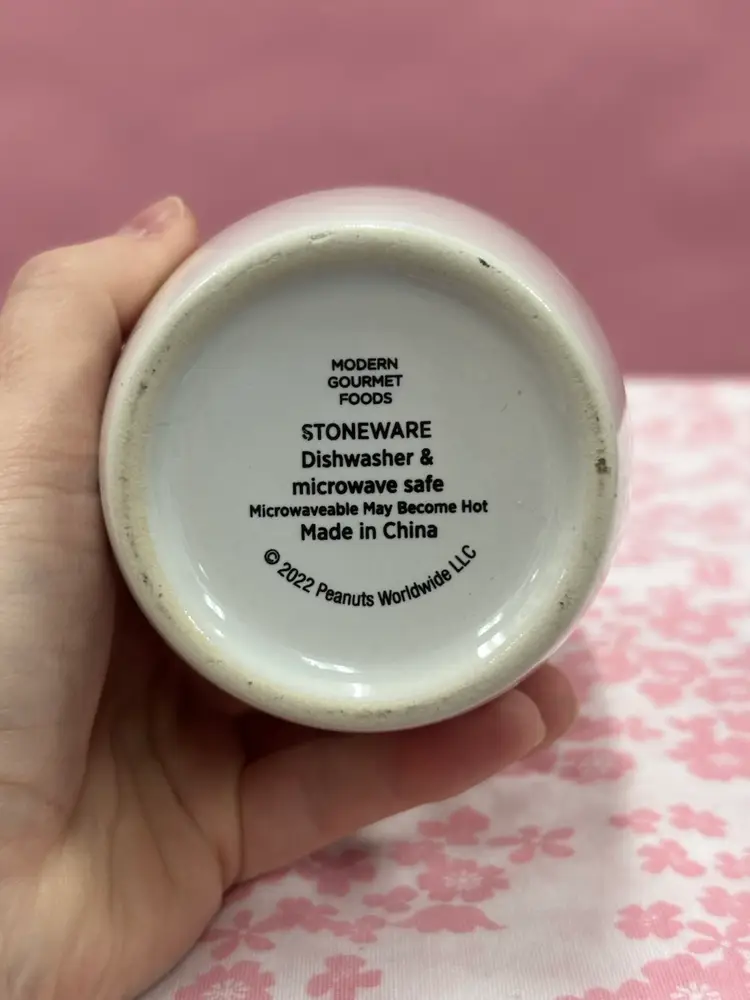 MODERN
GOURMET
FOODS
STONEWARE
Dishwasher &
microwave safe
Microwaveable May Become Hot
Made in China
© 2022 Peanuts Worldwide LLC